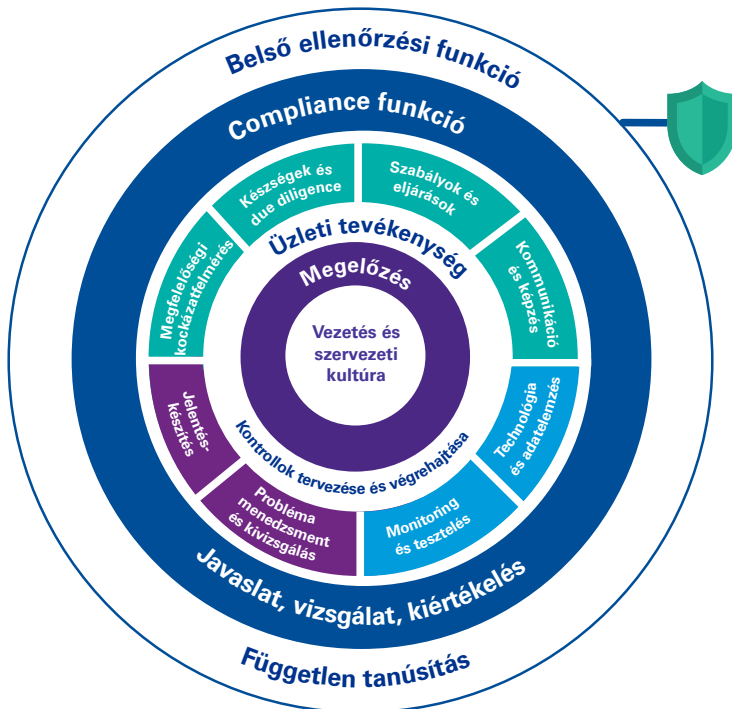 Belső ellenőrzési funkció
Compliance funkció
Készségek és
due diligence
Szabályok és
eljárások
Megfelelőségi
kockázatfelmérés
Kommunikáció
és képzés
Üzleti tevékenység
Megelőzés
Vezetés és
szervezeti
kultúra
Jelentés-
készítés
Technológia
és adatelemzés
Kontrollok tervezése és végrehajtása
Probléma
menedzsment
és kivizsgálás
Monitoring
és tesztelés
Javaslat, vizsgálat, kiértékelés
Független tanúsítás